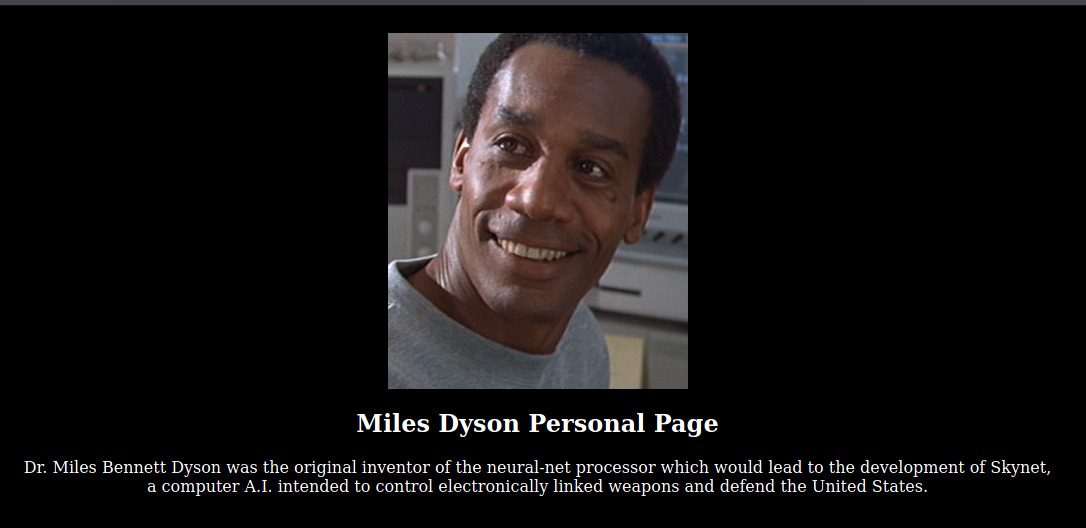 Miles Dyson Personal Page
Dr. Miles Bennett Dyson was the original inventor of the neural-net processor which would lead to the development of Skynet,
a computer A.I. intended to control electronically linked weapons and defend the United States.